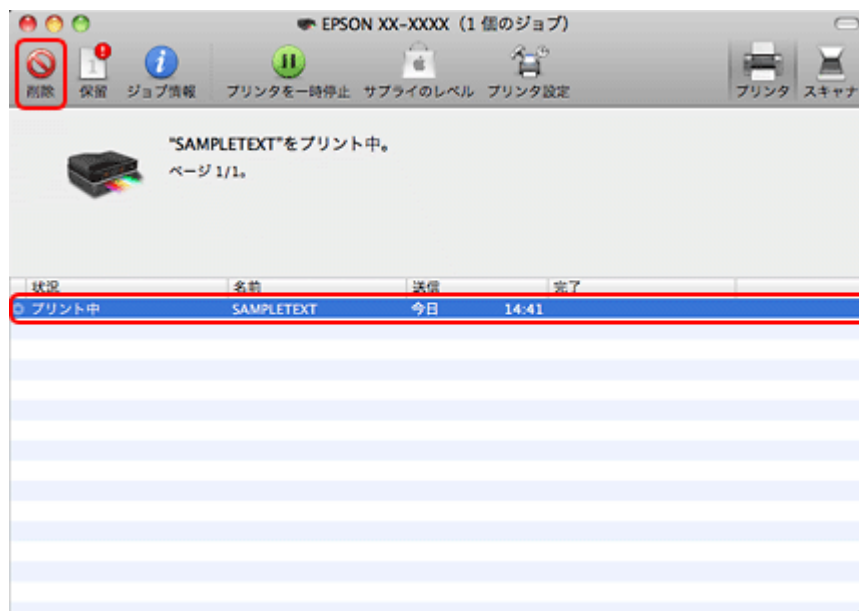 EPSON XX-XXXX（1 個のジョブ）
削除 保留 ジョブ情報 プリンタを一時停止 サプライのレベル プリンタ設定 プリンタ スキャナ
"SAMPLETEXT"をプリント中。
ページ 1/1。
状況 名前 送信 完了
プリント中 SAMPLETEXT 今日 14:41